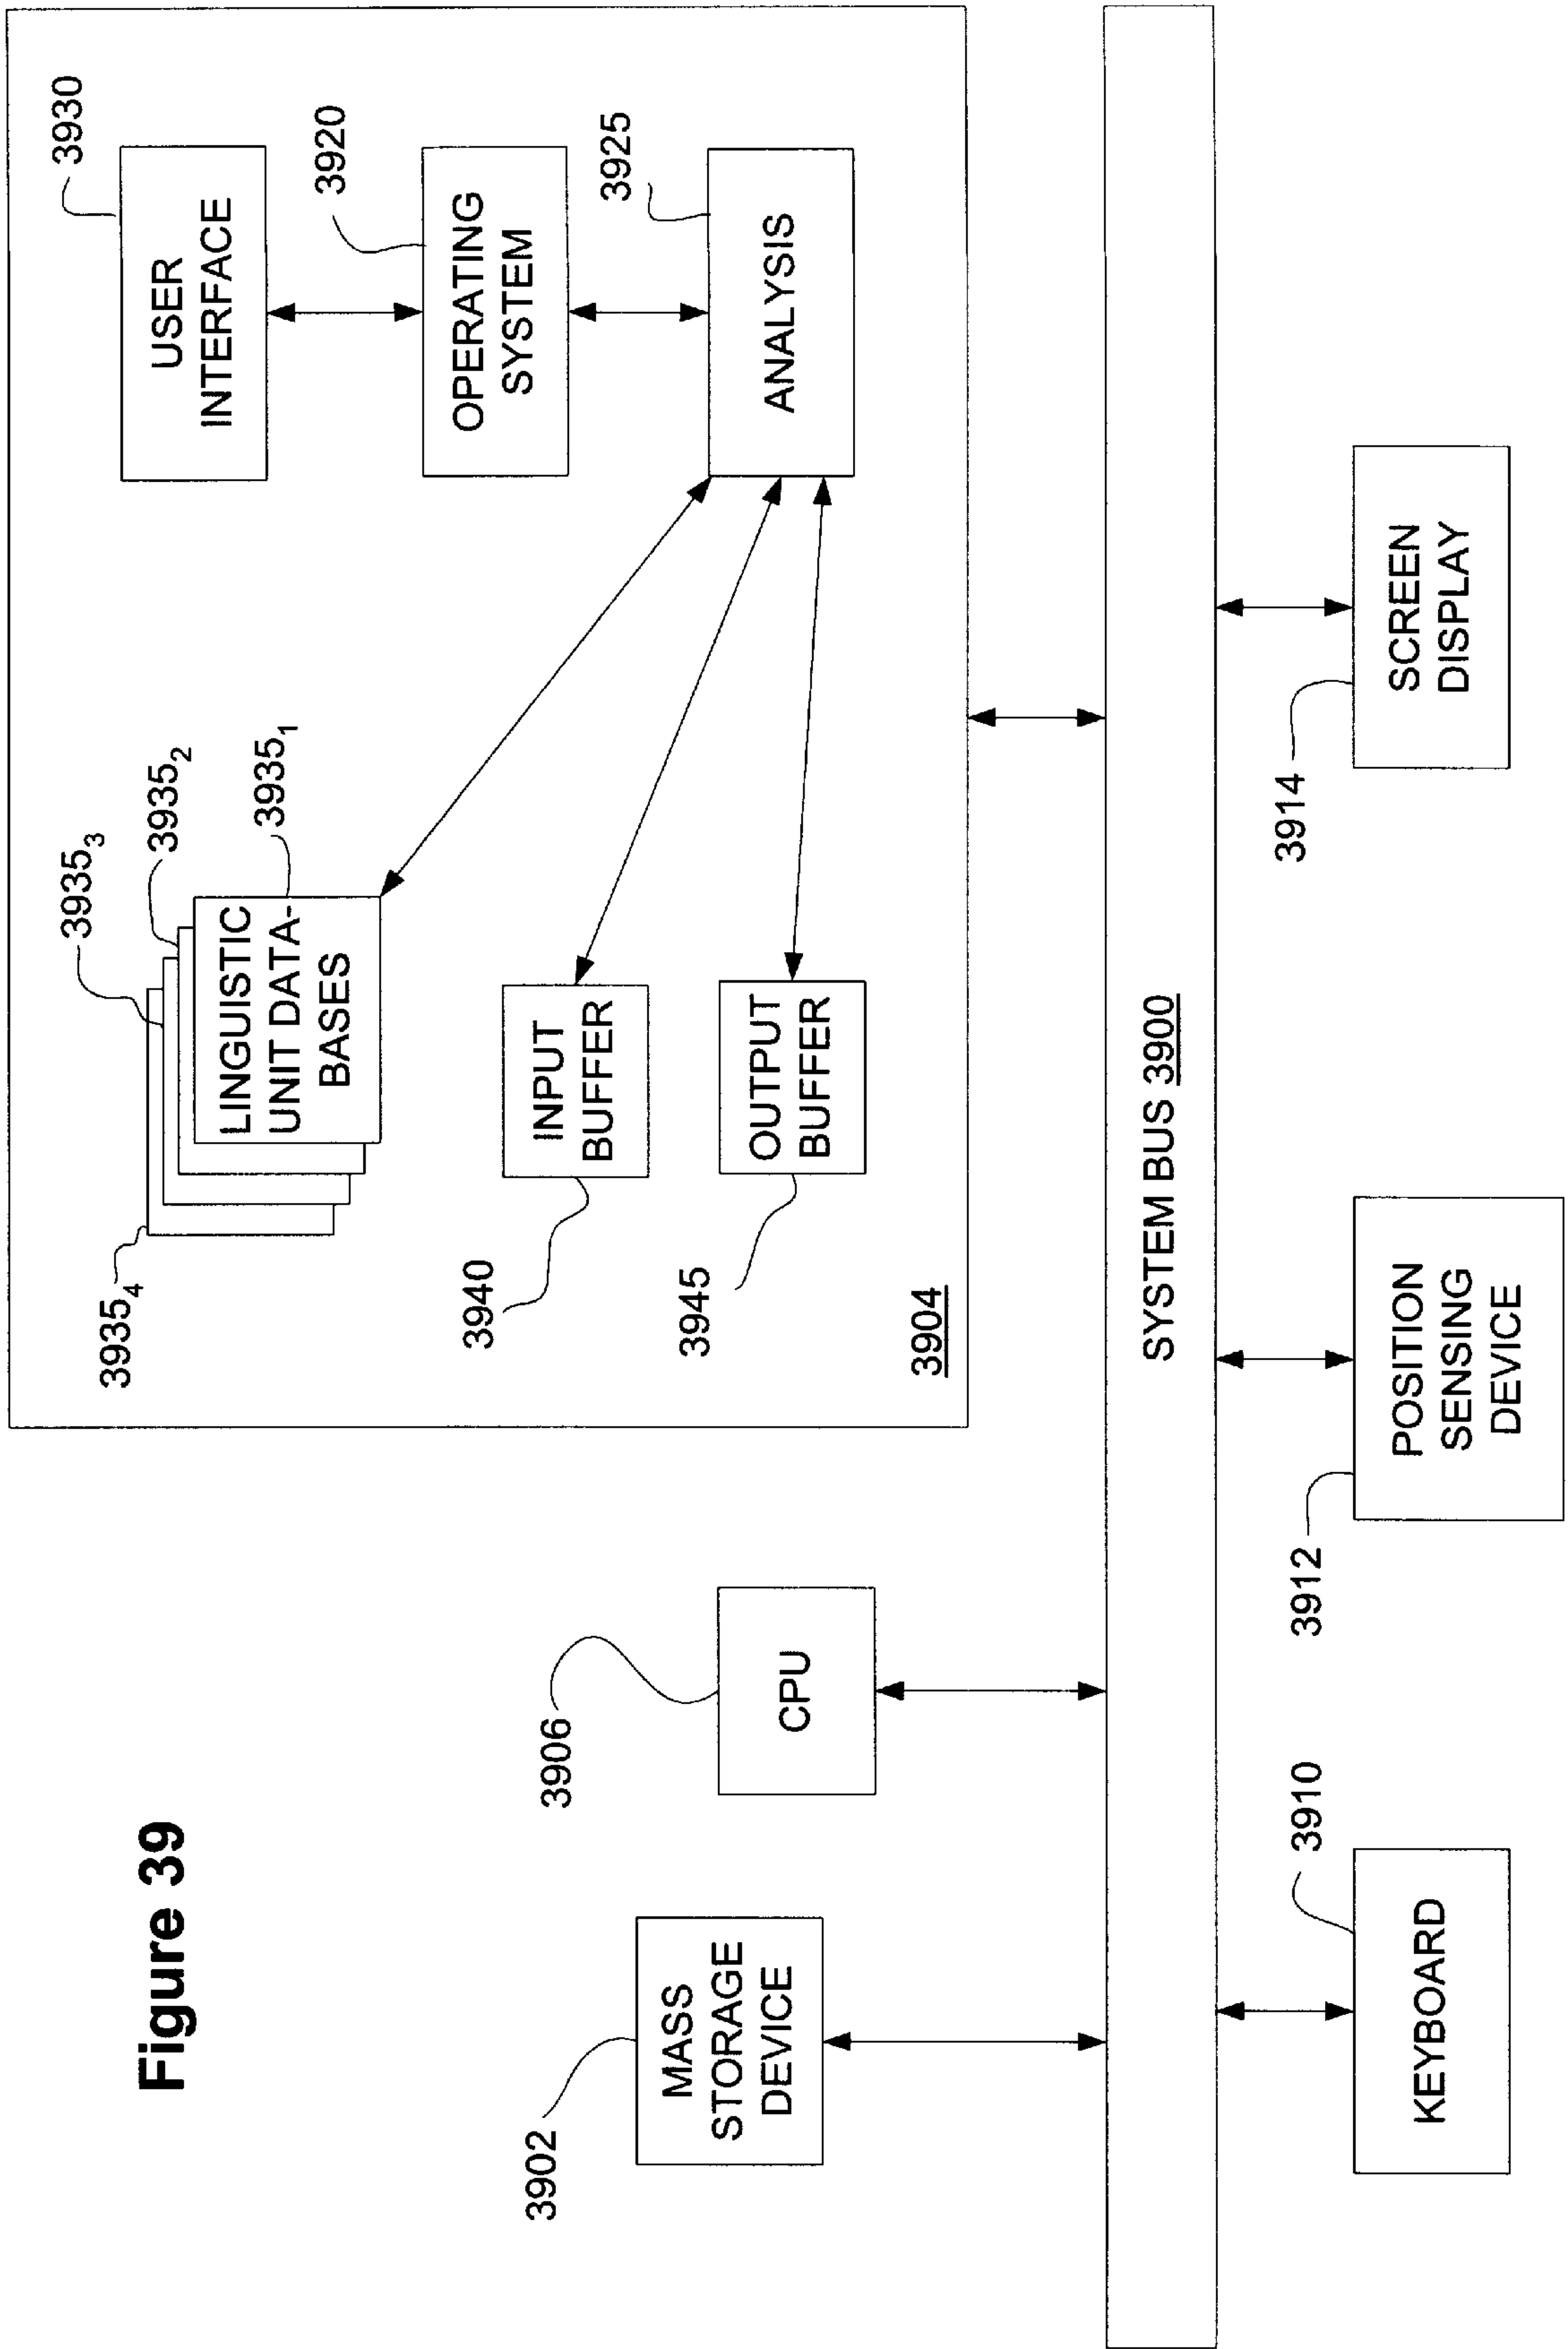 Figure 39
3935₄
3935₃
3935₂
3935₁
LINGUISTIC
UNIT DATA-
BASES
3930
USER
INTERFACE
3920
OPERATING
SYSTEM
3925
ANALYSIS
3940
INPUT
BUFFER
3945
OUTPUT
BUFFER
3904
3902
MASS
STORAGE
DEVICE
3906
CPU
SYSTEM BUS 3900
3910
KEYBOARD
3912
POSITION
SENSING
DEVICE
3914
SCREEN
DISPLAY